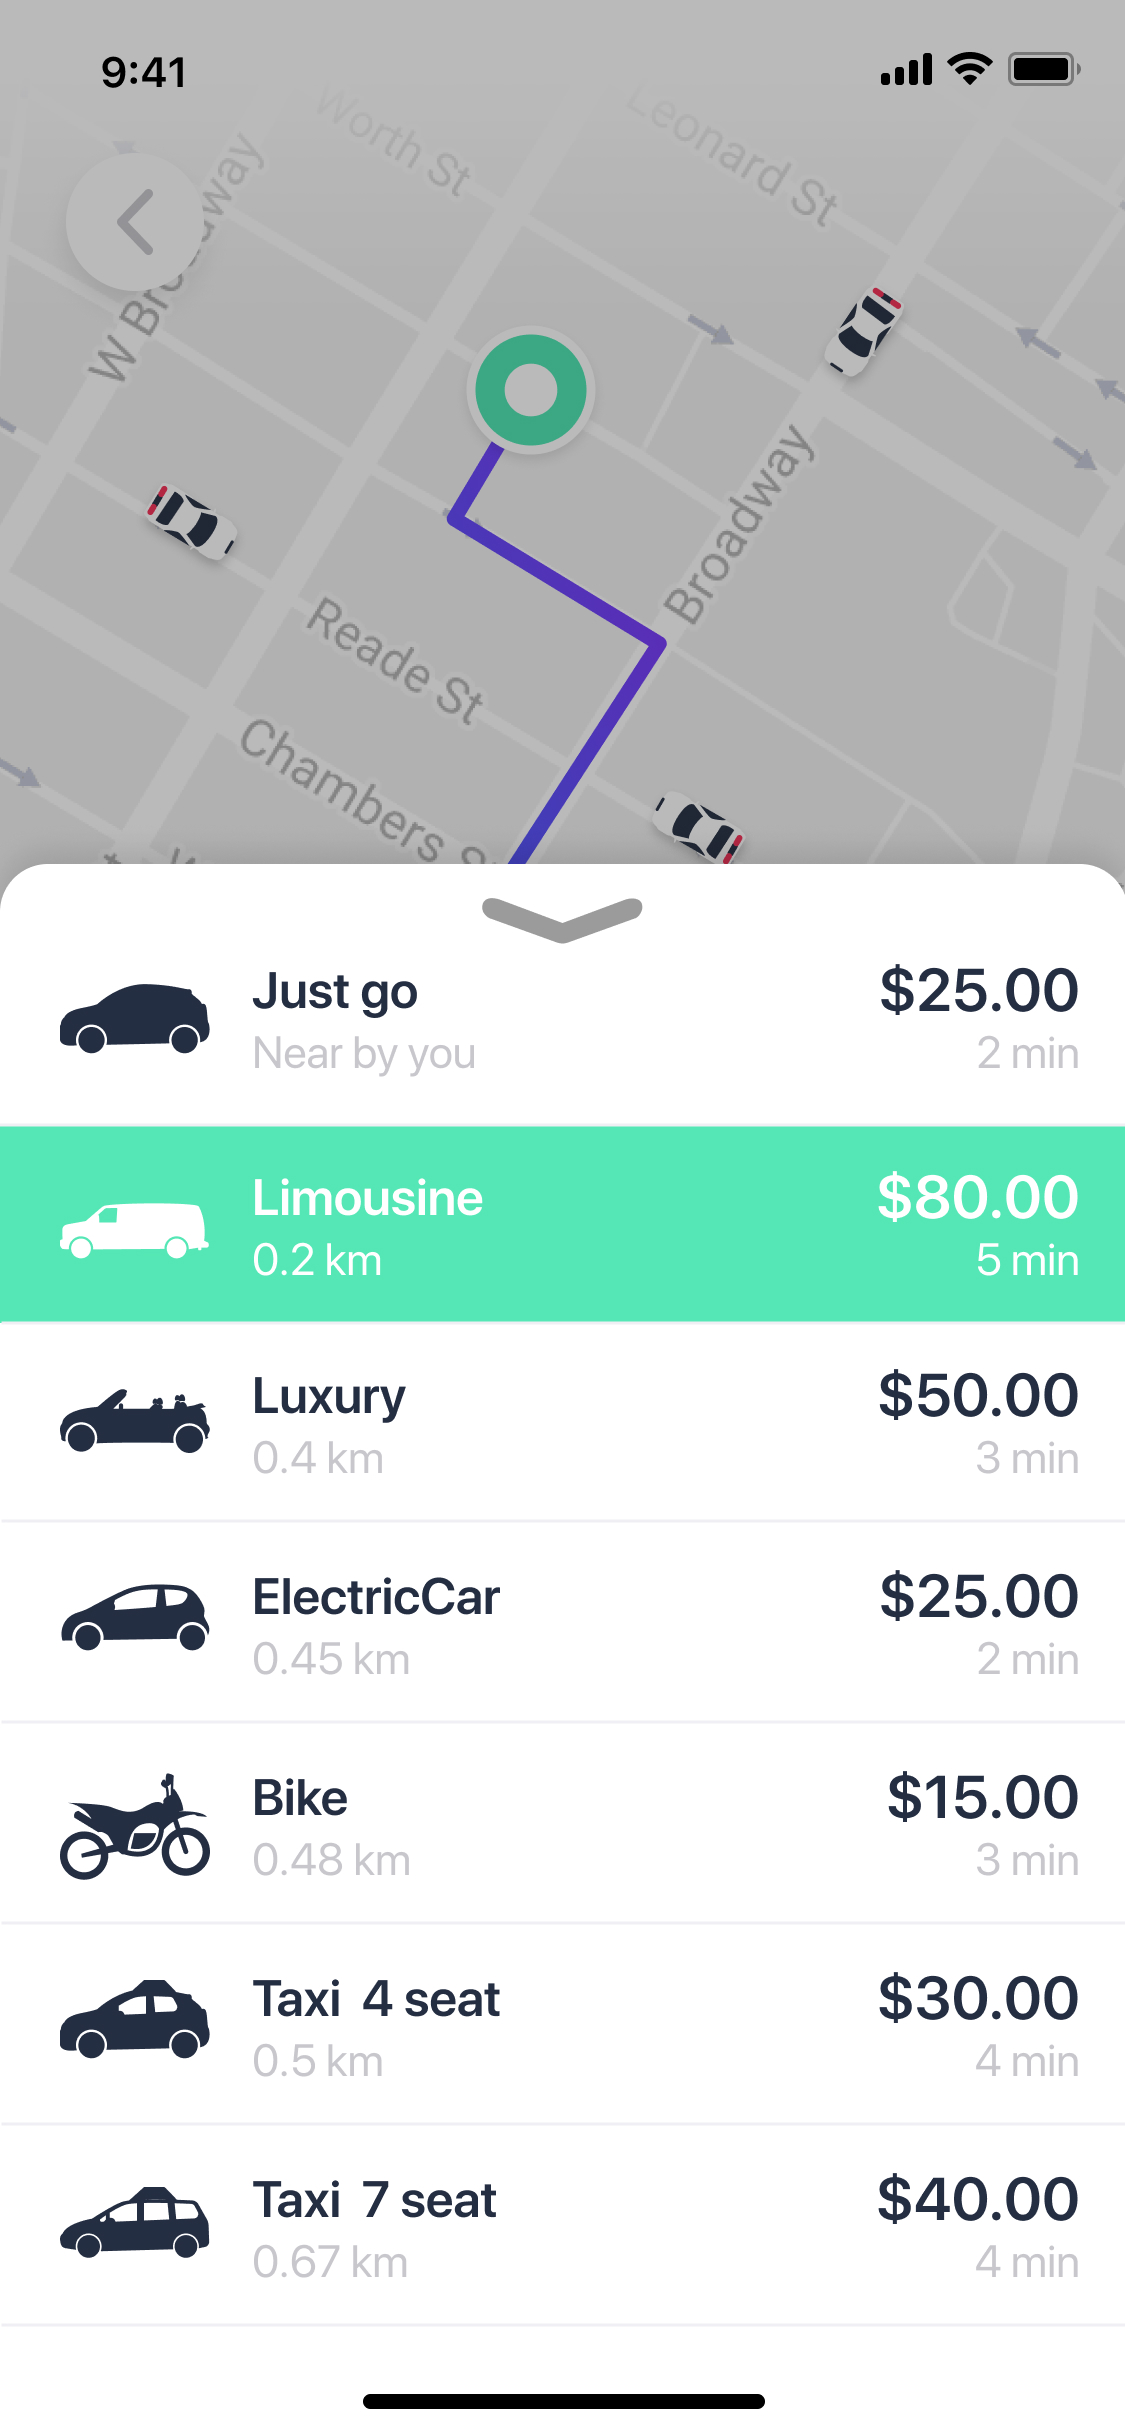 9:41
Worth St
Leonard St
W Broadway
Broadway
Reade St
Chambers
Just go
$25.00
Near by you
2 min
Limousine
$80.00
0.2 km
5 min
Luxury
$50.00
0.4 km
3 min
ElectricCar
$25.00
0.45 km
2 min
Bike
$15.00
0.48 km
3 min
Taxi 4 seat
$30.00
0.5 km
4 min
Taxi 7 seat
$40.00
0.67 km
4 min